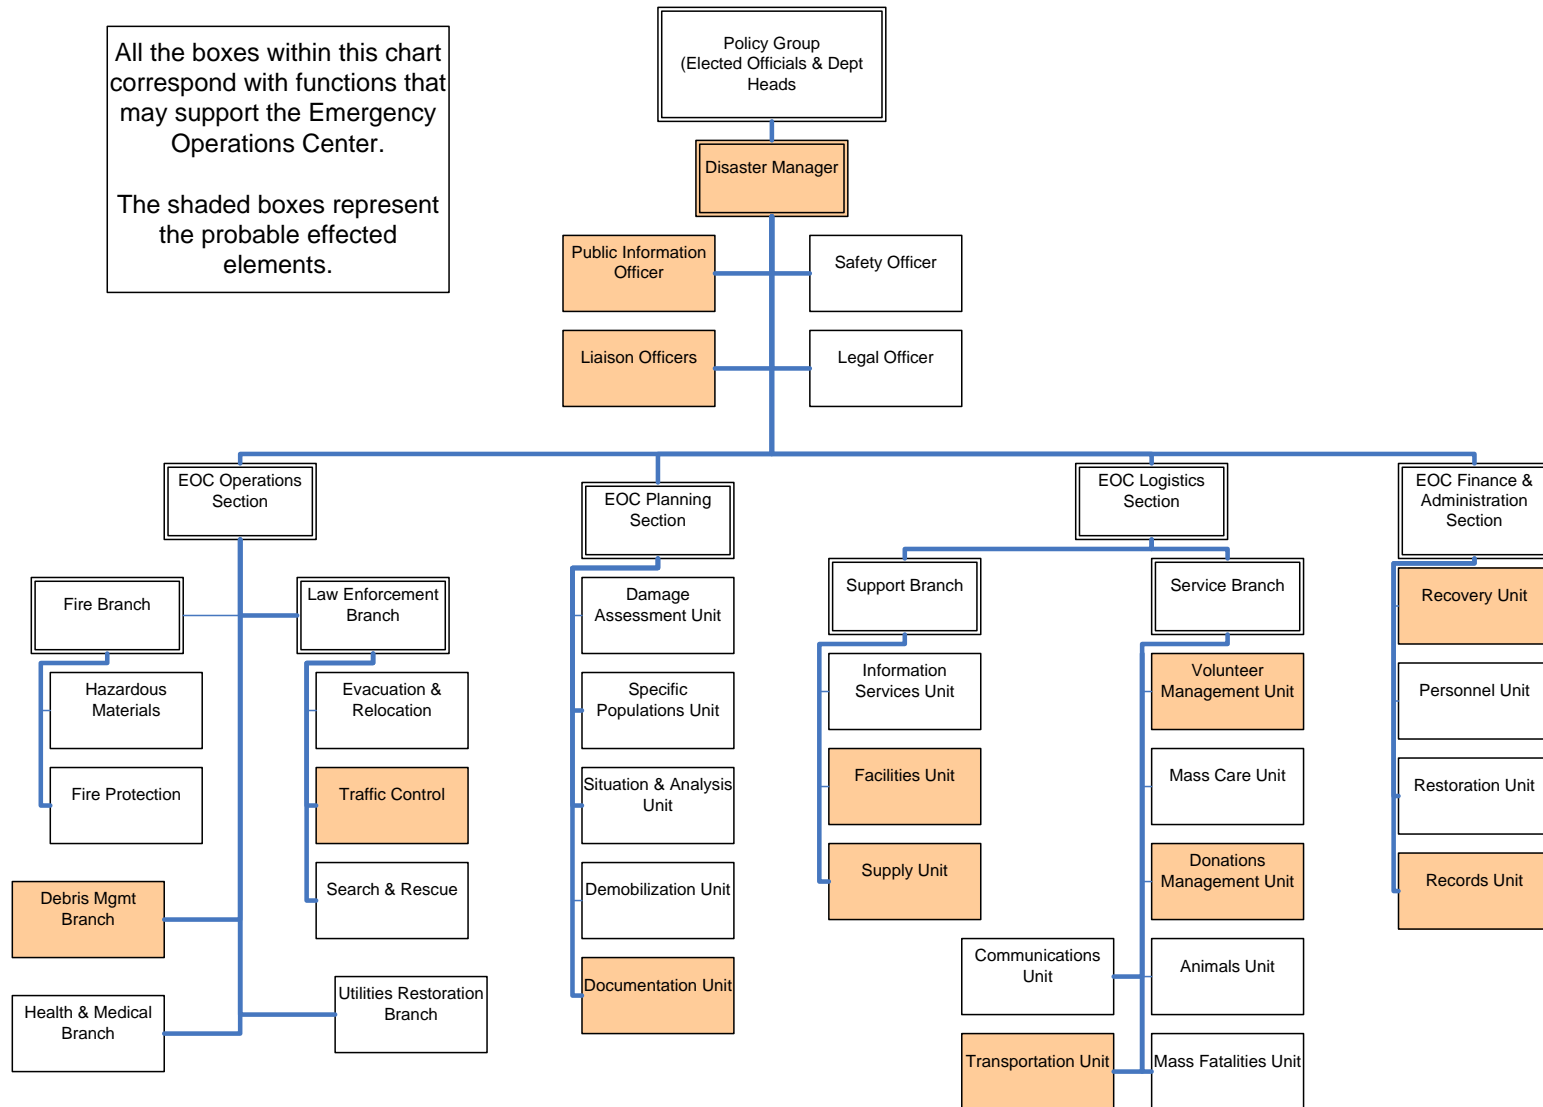 All the boxes within this chart
correspond with functions that
may support the Emergency
Operations Center.
The shaded boxes represent
the probable effected
elements.
Policy Group
(Elected Officials & Dept
Heads
Disaster Manager
Public Information
Officer
Safety Officer
Liaison Officers
Legal Officer
EOC Operations
Section
EOC Planning
Section
EOC Logistics
Section
EOC Finance &
Administration
Section
Fire Branch
Law Enforcement
Branch
Hazardous
Materials
Evacuation &
Relocation
Fire Protection
Traffic Control
Search & Rescue
Debris Mgmt
Branch
Health & Medical
Branch
Utilities Restoration
Branch
Damage
Assessment Unit
Specific
Populations Unit
Situation & Analysis
Unit
Demobilization Unit
Documentation Unit
Support Branch
Service Branch
Information
Services Unit
Facilities Unit
Supply Unit
Volunteer
Management Unit
Mass Care Unit
Donations
Management Unit
Communications
Unit
Animals Unit
Transportation Unit
Mass Fatalities Unit
Recovery Unit
Personnel Unit
Restoration Unit
Records Unit